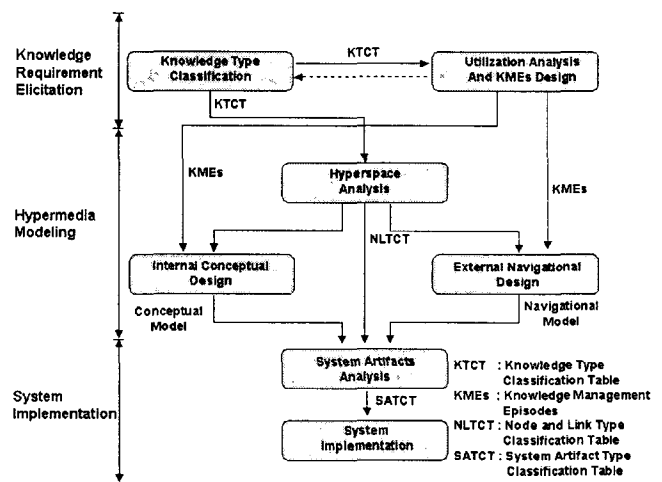 Knowledge
Requirement
Elicitation
Knowledge Type
Classification
KTCT
Utilization Analysis
And KMEs Design
KTCT
KMEs
Hyperspace
Analysis
KMEs
Hypermedia
Modeling
NLTCT
Internal Conceptual
Design
External Navigational
Design
Conceptual
Model
Navigational
Model
System
Implementation
System Artifacts
Analysis
SATCT
System
Implementation
KTCT : Knowledge Type
Classification Table
KMEs : Knowledge Management
Episodes
NLTCT : Node and Link Type
Classification Table
SATCT : System Artifact Type
Classification Table